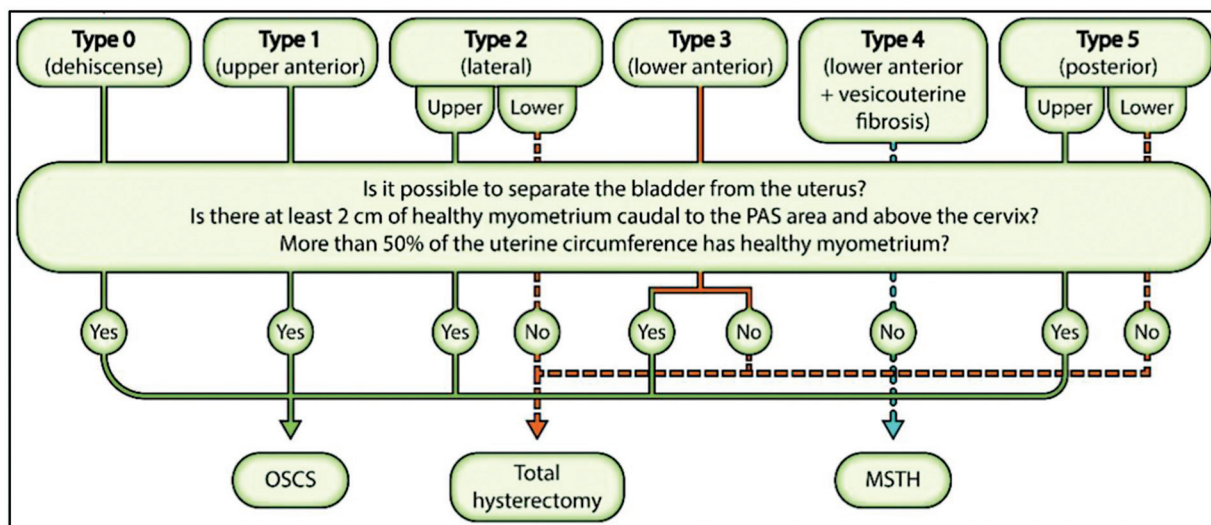 Type 0
(dehiscense)
Type 1
(upper anterior)
Type 2
(lateral)
Upper
Lower
Type 3
(lower anterior)
Type 4
(lower anterior
+ vesicouterine
fibrosis)
Type 5
(posterior)
Upper
Lower
Is it possible to separate the bladder from the uterus?
Is there at least 2 cm of healthy myometrium caudal to the PAS area and above the cervix?
More than 50% of the uterine circumference has healthy myometrium?
Yes
Yes
Yes
No
Yes
No
No
Yes
No
OSCS
Total
hysterectomy
MSTH